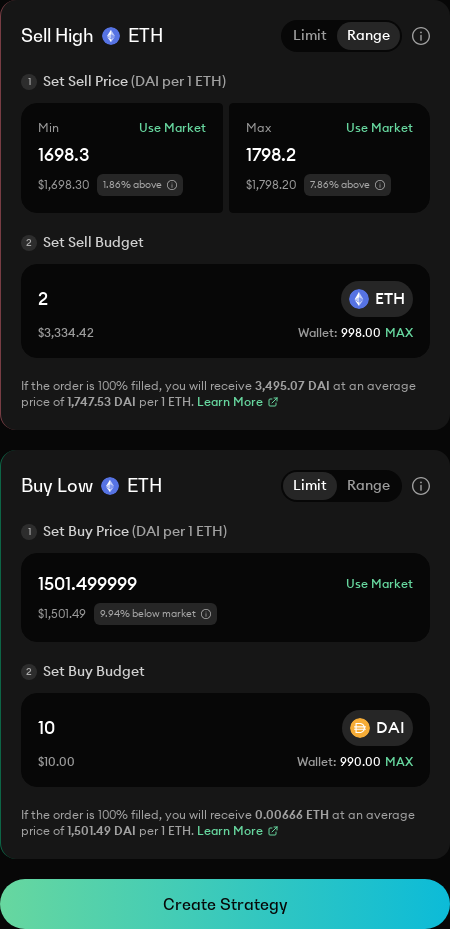 Sell High ETH Limit Range
1 Set Sell Price (DAI per 1 ETH)
Min Use Market Max Use Market
1698.3 1798.2
$1,698.30 1.86% above $1,798.20 7.86% above
2 Set Sell Budget
2 ETH
$3,334.42 Wallet: 998.00 MAX
If the order is 100% filled, you will receive 3,495.07 DAI at an average
price of 1,747.53 DAI per 1 ETH. Learn More
Buy Low ETH Limit Range
1 Set Buy Price (DAI per 1 ETH)
1501.499999 Use Market
$1,501.49 9.94% below market
2 Set Buy Budget
10 DAI
$10.00 Wallet: 990.00 MAX
If the order is 100% filled, you will receive 0.00666 ETH at an average
price of 1,501.49 DAI per 1 ETH. Learn More
Create Strategy